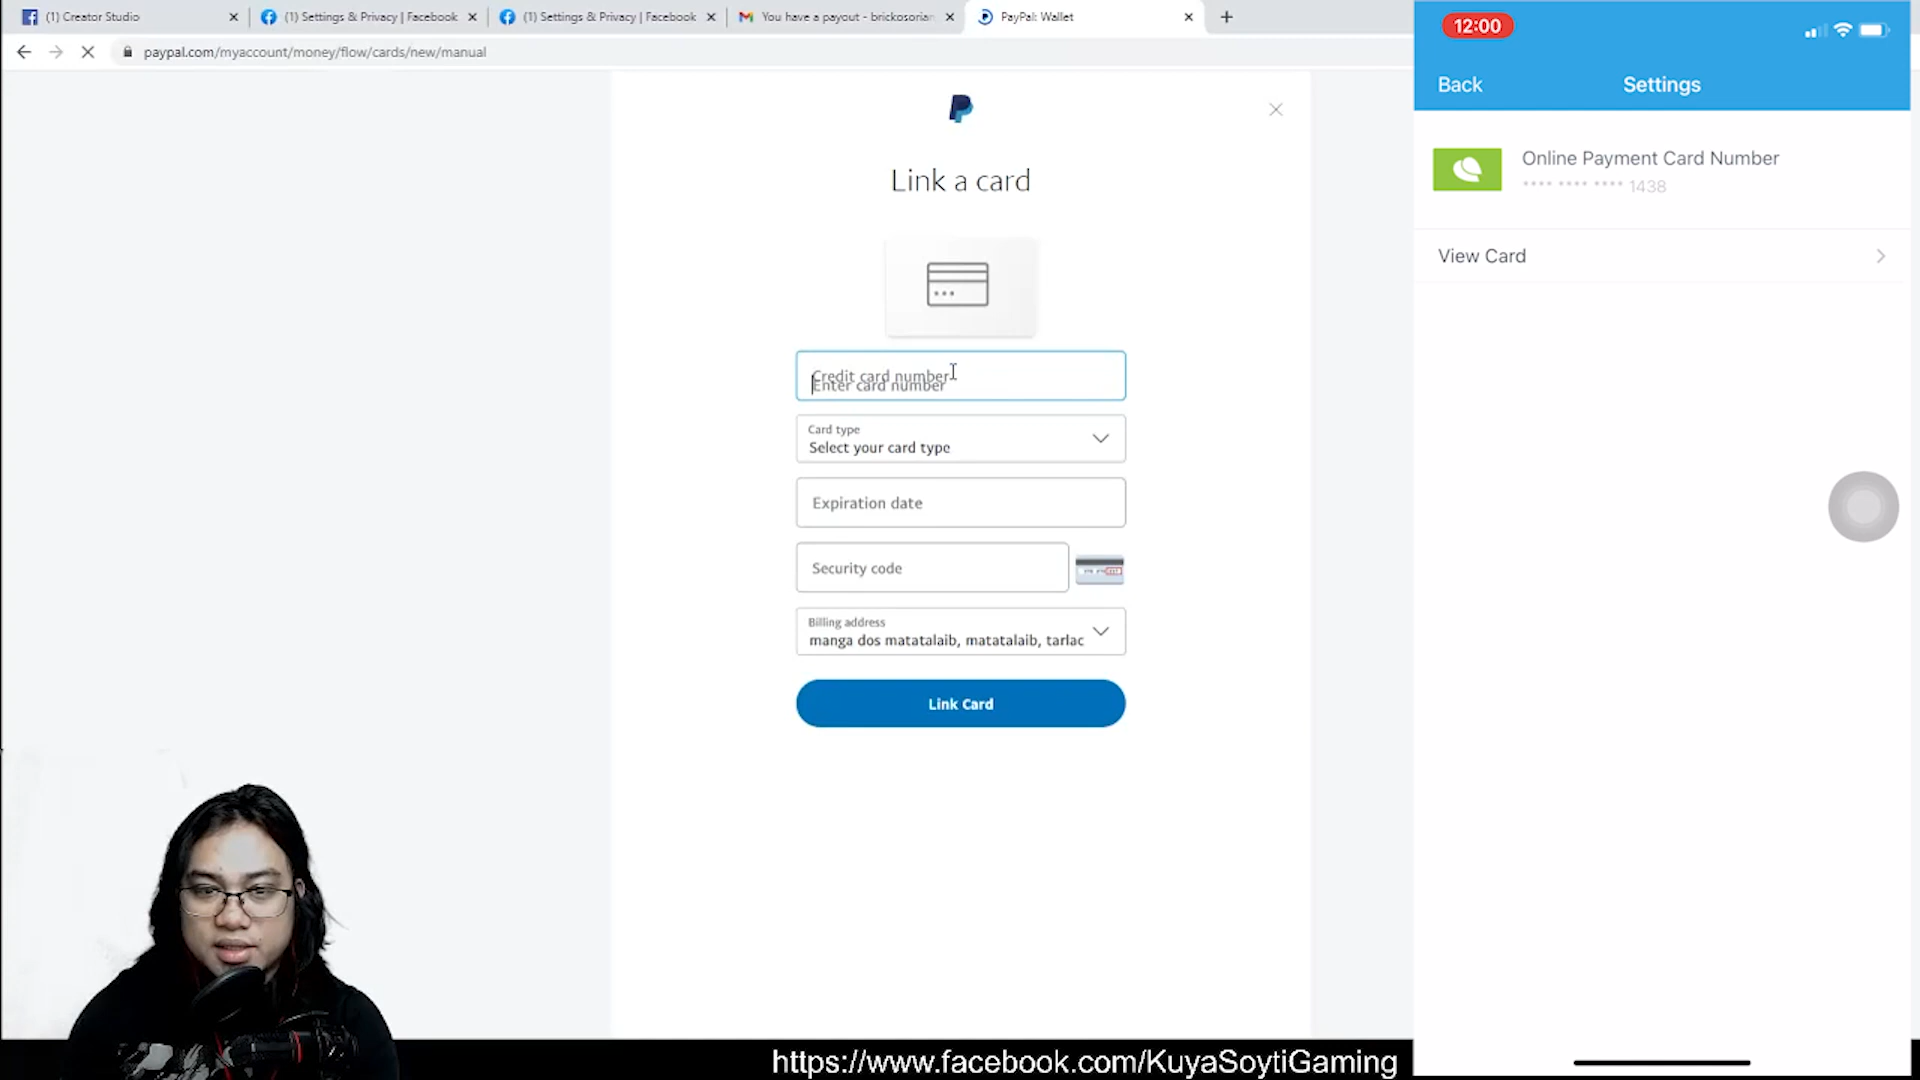 (1) Creator Studio
(1) Settings & Privacy | Facebook
(1) Settings & Privacy | Facebook
You have a payout - brickosorian
PayPal: Wallet
paypal.com/myaccount/money/flow/cards/new/manual
Link a card
Credit card number
Enter card number
Card type
Select your card type
Expiration date
Security code
Billing address
manga dos matatalaib, matatalaib, tarlac
Link Card
12:00
Back
Settings
Online Payment Card Number
•••• •••• •••• 1438
View Card
https://www.facebook.com/KuyaSoytiGaming